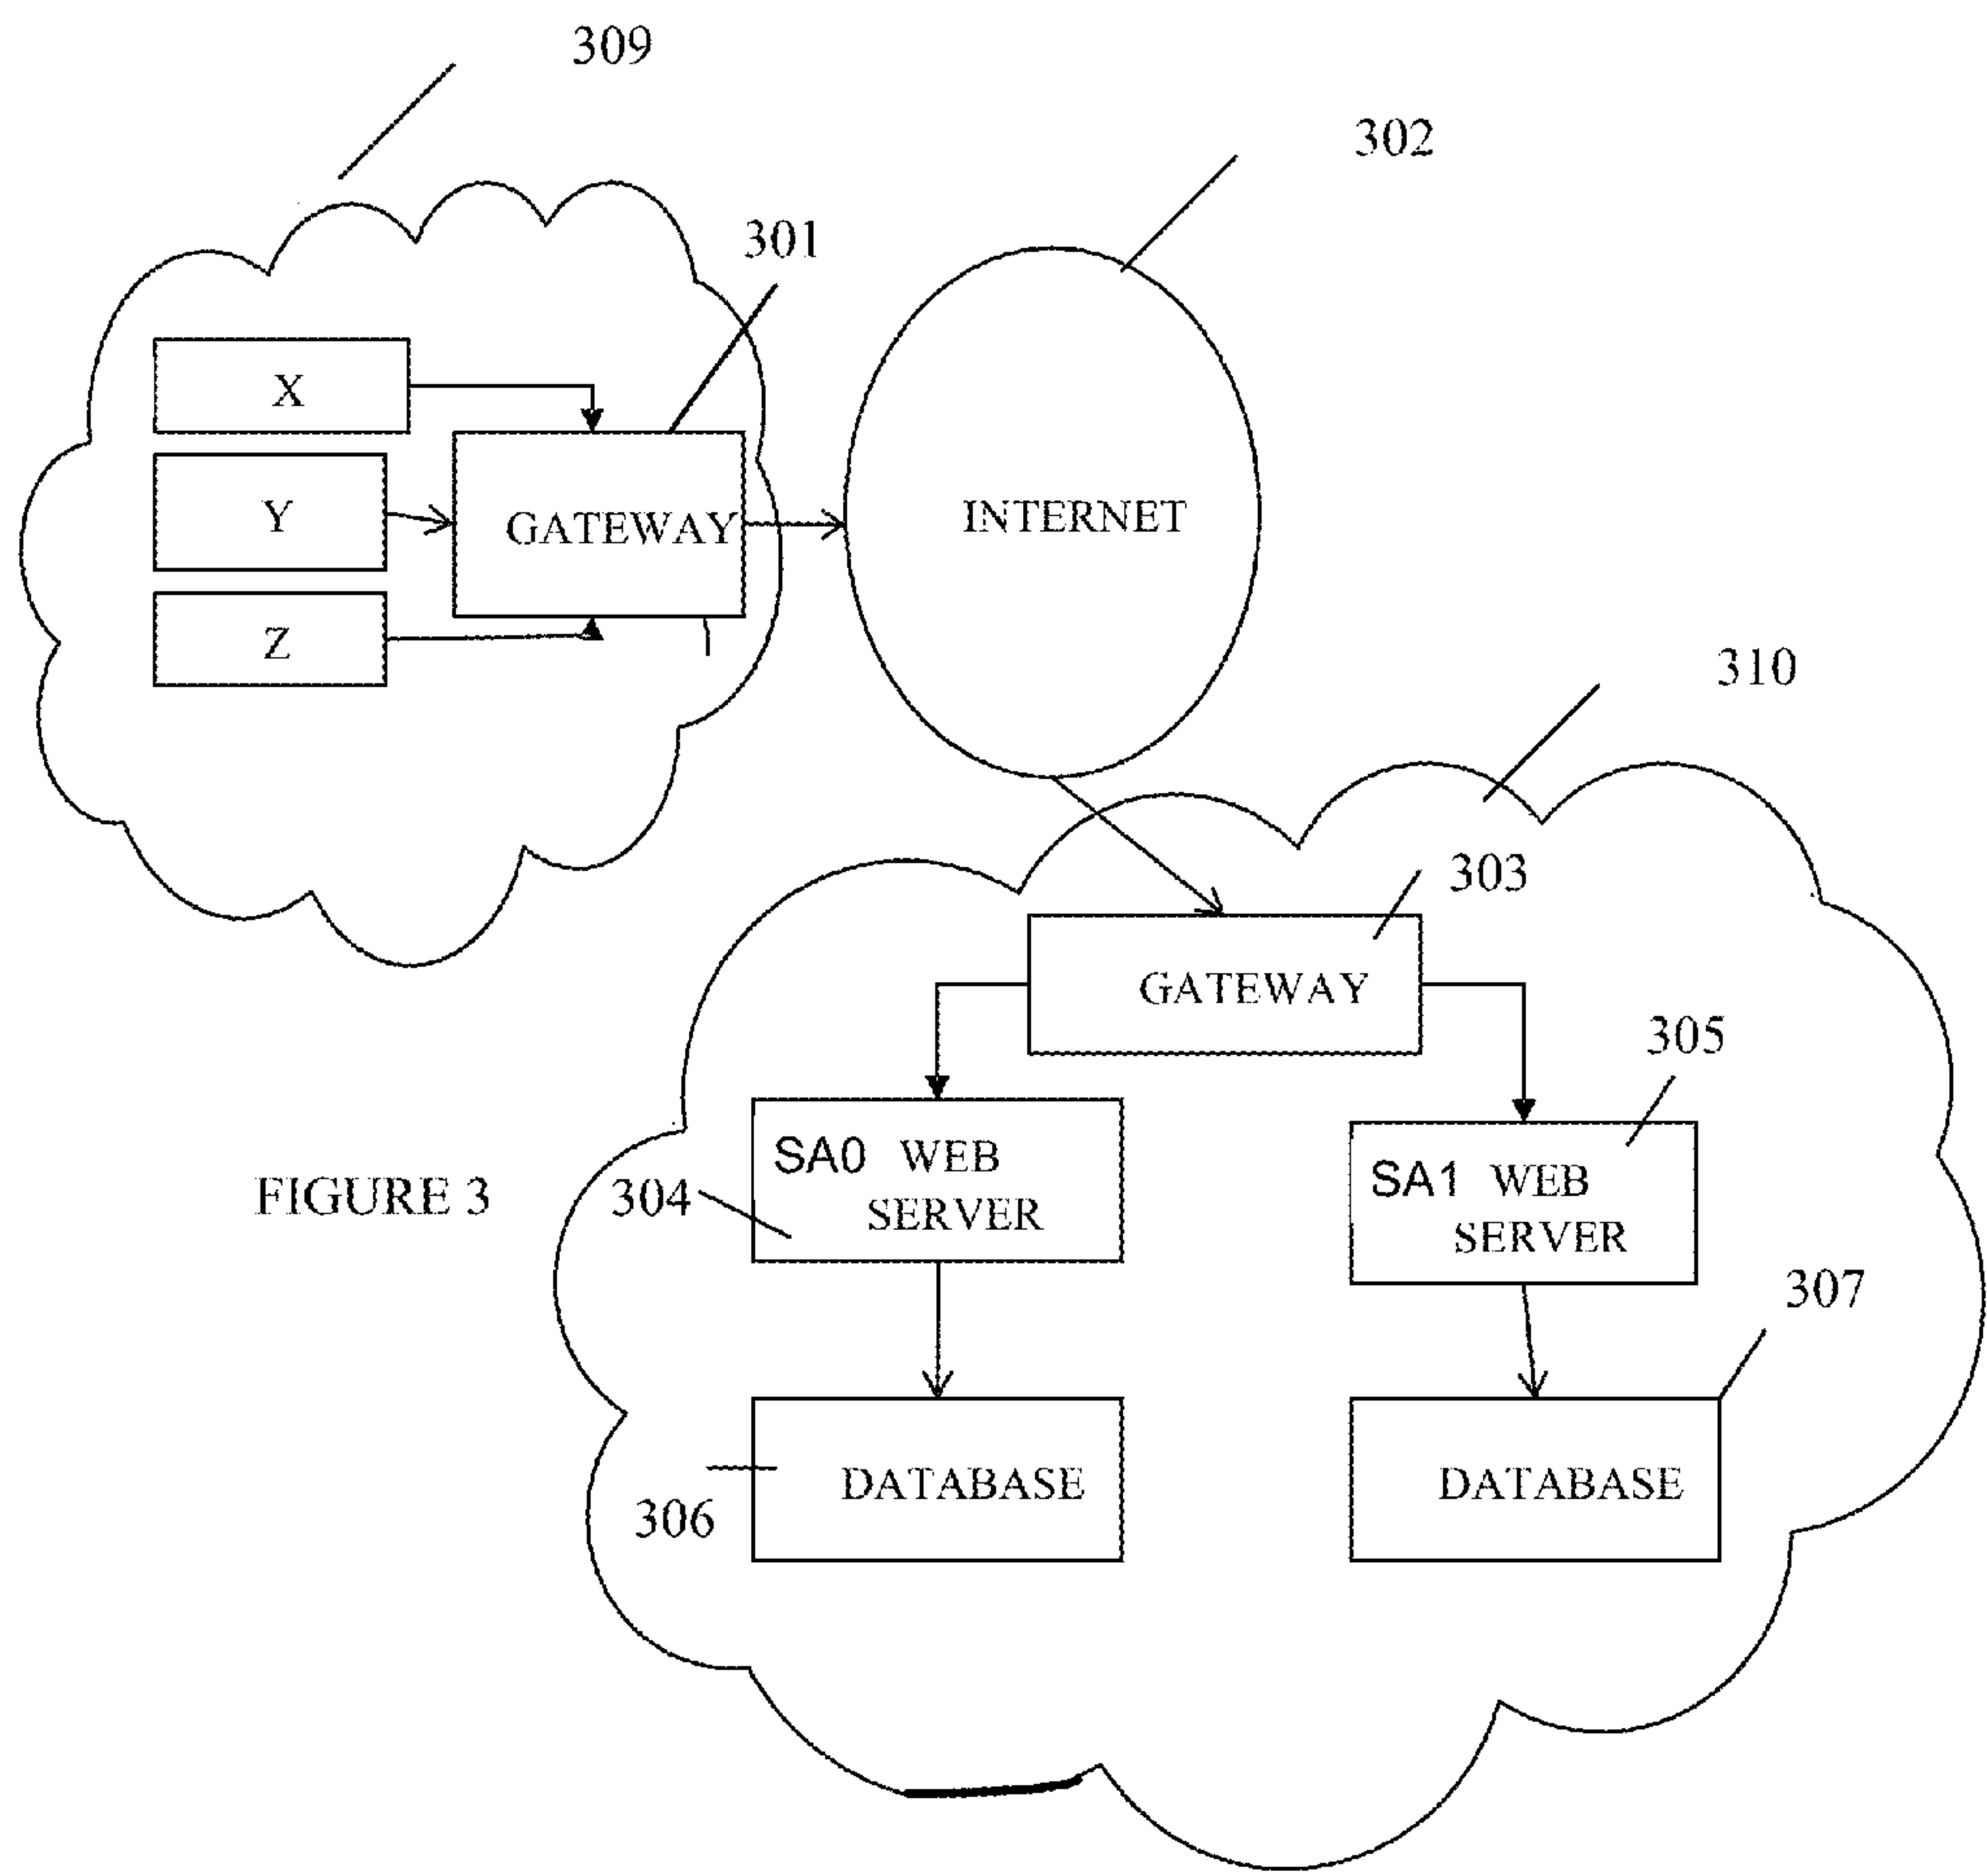 309
302
301
X
Y
GATEWAY
INTERNET
Z
310
303
GATEWAY
305
SA0 WEB
SERVER
SA1 WEB
SERVER
FIGURE 3
304
307
DATABASE
DATABASE
306